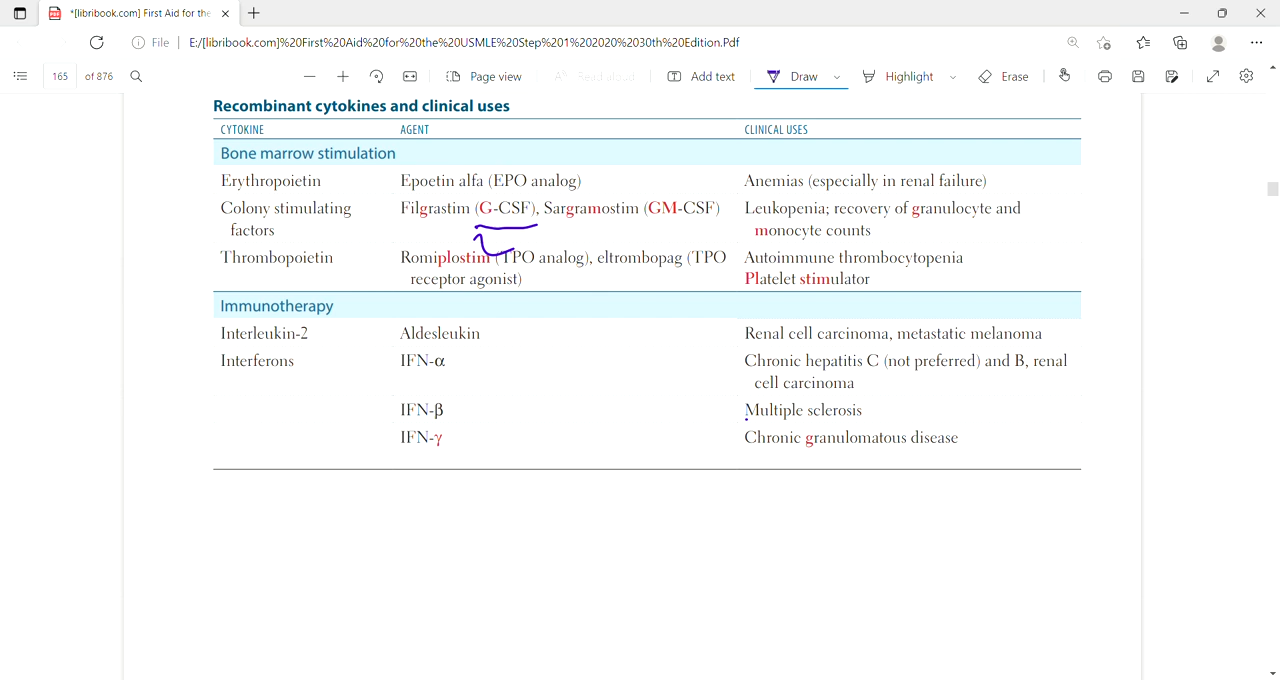 *[libribook.com] First Aid for the
File | E:/[libribook.com]%20First%20Aid%20for%20the%20USMLE%20Step%201%202020%2030th%20Edition.Pdf
165 of 876 Page view Read aloud Add text Draw Highlight Erase
Recombinant cytokines and clinical uses
CYTOKINE AGENT CLINICAL USES
Bone marrow stimulation
Erythropoietin Epoetin alfa (EPO analog) Anemias (especially in renal failure)
Colony stimulating Filgrastim (G-CSF), Sargramostim (GM-CSF) Leukopenia; recovery of granulocyte and
factors monocyte counts
Thrombopoietin Romiplostim (TPO analog), eltrombopag (TPO Autoimmune thrombocytopenia
receptor agonist) Platelet stimulator
Immunotherapy
Interleukin-2 Aldesleukin Renal cell carcinoma, metastatic melanoma
Interferons IFN-α Chronic hepatitis C (not preferred) and B, renal
cell carcinoma
IFN-β Multiple sclerosis
IFN-γ Chronic granulomatous disease